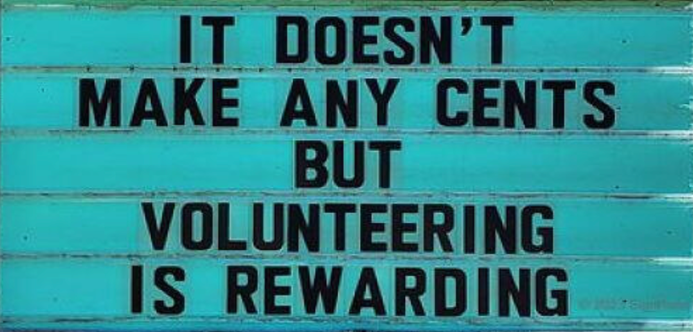 IT DOESN'T
MAKE ANY CENTS
BUT
VOLUNTEERING
IS REWARDING